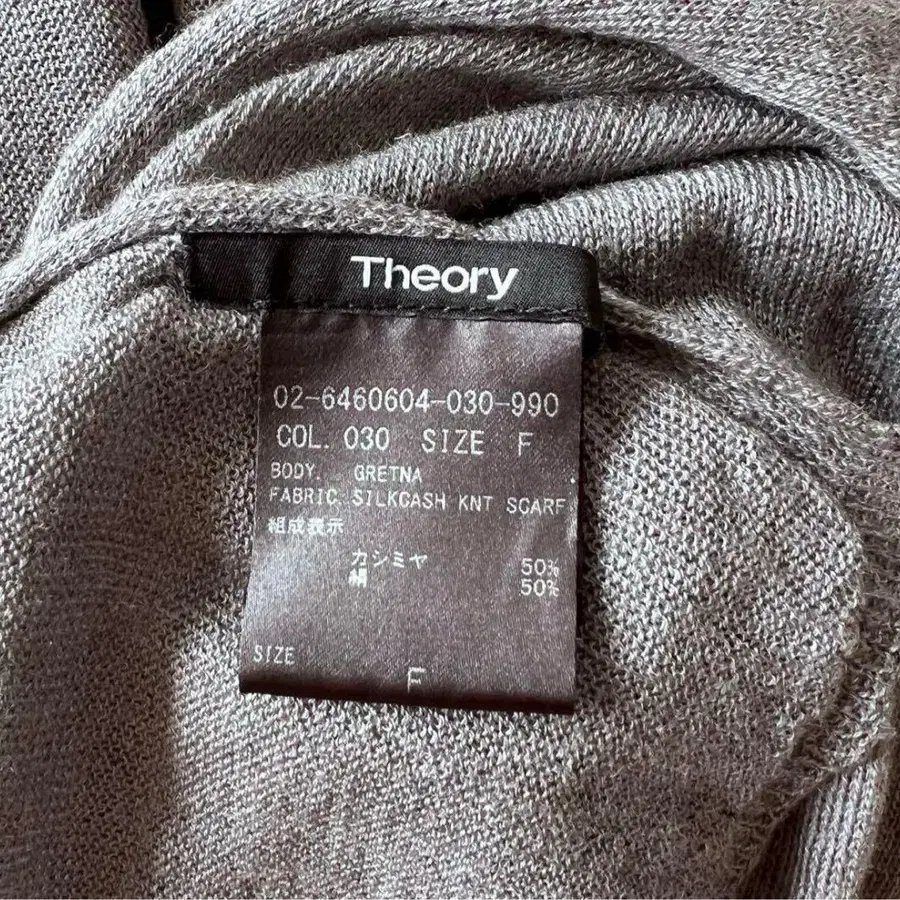 Theory
02-6460604-030-990
COL. 030 SIZE F
BODY. GRETNA
FABRIC. SILKCASH KNT SCARF
組成表示
カシミヤ 50%
絹 50%
SIZE
F